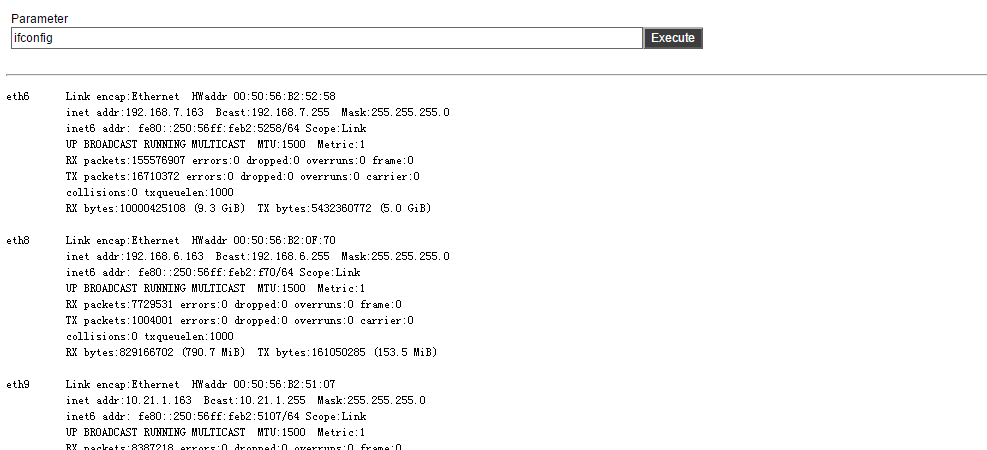 Parameter
ifconfig Execute
eth6 Link encap:Ethernet HWaddr 00:50:56:B2:52:58
inet addr:192.168.7.163 Bcast:192.168.7.255 Mask:255.255.255.0
inet6 addr: fe80::250:56ff:feb2:5258/64 Scope:Link
UP BROADCAST RUNNING MULTICAST MTU:1500 Metric:1
RX packets:155576907 errors:0 dropped:0 overruns:0 frame:0
TX packets:16710372 errors:0 dropped:0 overruns:0 carrier:0
collisions:0 txqueuelen:1000
RX bytes:10000425108 (9.3 GiB) TX bytes:5432360772 (5.0 GiB)
eth8 Link encap:Ethernet HWaddr 00:50:56:B2:0F:70
inet addr:192.168.6.163 Bcast:192.168.6.255 Mask:255.255.255.0
inet6 addr: fe80::250:56ff:feb2:f70/64 Scope:Link
UP BROADCAST RUNNING MULTICAST MTU:1500 Metric:1
RX packets:7729531 errors:0 dropped:0 overruns:0 frame:0
TX packets:1004001 errors:0 dropped:0 overruns:0 carrier:0
collisions:0 txqueuelen:1000
RX bytes:829166702 (790.7 MiB) TX bytes:161050285 (153.5 MiB)
eth9 Link encap:Ethernet HWaddr 00:50:56:B2:51:07
inet addr:10.21.1.163 Bcast:10.21.1.255 Mask:255.255.255.0
inet6 addr: fe80::250:56ff:feb2:5107/64 Scope:Link
UP BROADCAST RUNNING MULTICAST MTU:1500 Metric:1
RX packets:8387218 errors:0 dropped:0 overruns:0 frame:0